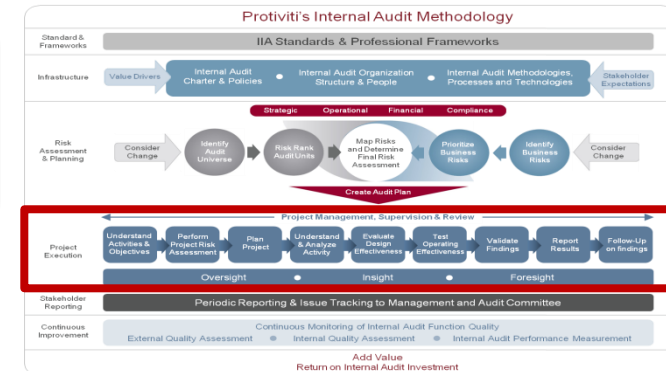 Protiviti's Internal Audit Methodology
Standard &
Frameworks
IIA Standards & Professional Frameworks
Infrastructure
Value Drivers
Internal Audit
Charter & Policies
•
Internal Audit Organization
Structure & People
•
Internal Audit Methodologies,
Processes and Technologies
Stakeholder
Expectations
Strategic Operational Financial Compliance
Risk
Assessment
& Planning
Consider
Change
Identify
Audit
Universe
Risk Rank
Audit Units
Map Risks
and Determine
Final Risk
Assessment
Prioritize
Business
Risks
Identify
Business
Risks
Consider
Change
Create Audit Plan
Project Management, Supervision & Review
Project
Execution
Understand
Activities &
Objectives
Perform
Project Risk
Assessment
Plan
Project
Understand
& Analyze
Activity
Evaluate
Design
Effectiveness
Test
Operating
Effectiveness
Validate
Findings
Report
Results
Follow-Up
on findings
Oversight • Insight • Foresight
Stakeholder
Reporting
Periodic Reporting & Issue Tracking to Management and Audit Committee
Continuous
Improvement
Continuous Monitoring of Internal Audit Function Quality
External Quality Assessment • Internal Quality Assessment • Internal Audit Performance Measurement
Add Value
Return on Internal Audit Investment